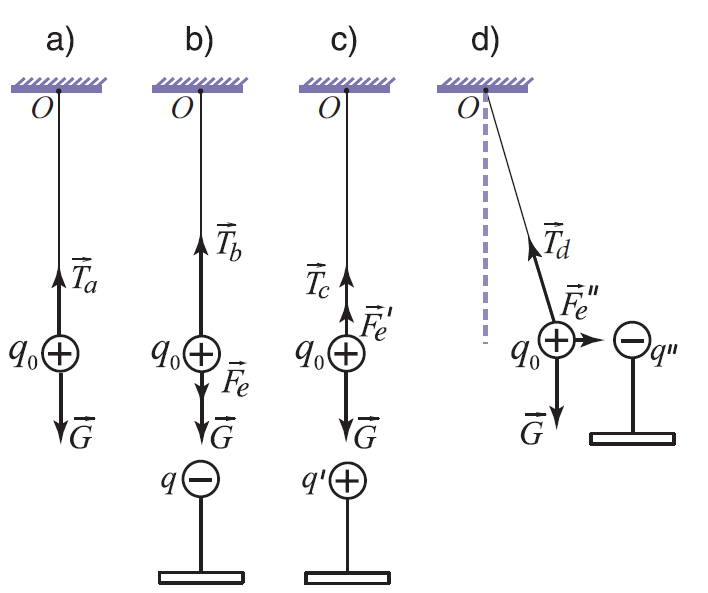 a) b) c) d)
O O O O
T⃗a T⃗b T⃗c T⃗d
F⃗e' F⃗e"
q₀ + q₀ + q₀ + q₀ + − q"
F⃗e
G⃗ G⃗ G⃗ G⃗
q − q' +